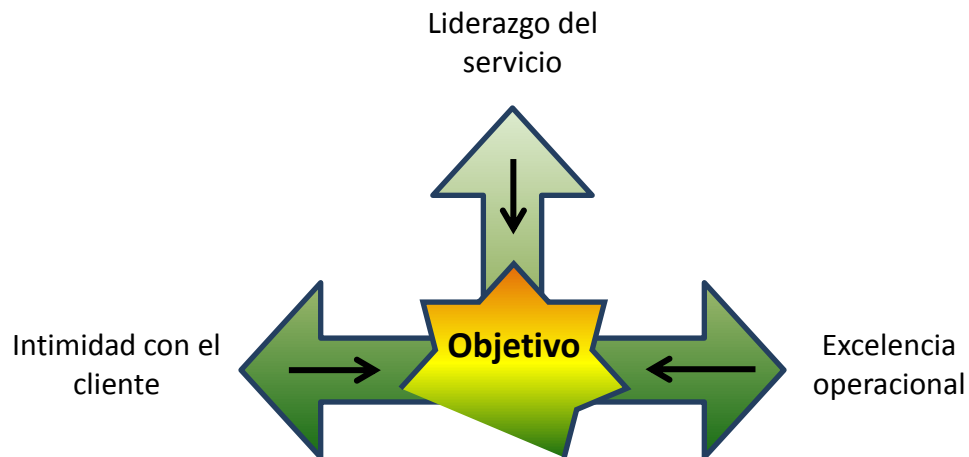 Liderazgo del
servicio
Objetivo
Intimidad con el
cliente
Excelencia
operacional